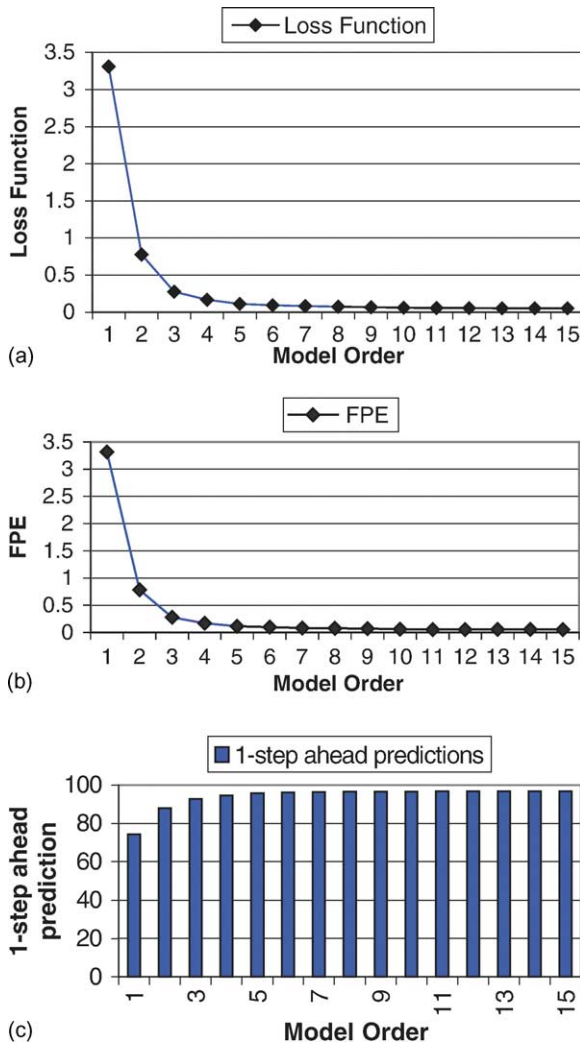 Loss Function
3.5
3
2.5
2
1.5
1
0.5
0
Loss Function
1 2 3 4 5 6 7 8 9 10 11 12 13 14 15
Model Order
(a)
FPE
3.5
3
2.5
2
1.5
1
0.5
0
FPE
1 2 3 4 5 6 7 8 9 10 11 12 13 14 15
Model Order
(b)
1-step ahead predictions
100
80
60
40
20
0
1-step ahead
prediction
1 3 5 7 9 11 13 15
Model Order
(c)